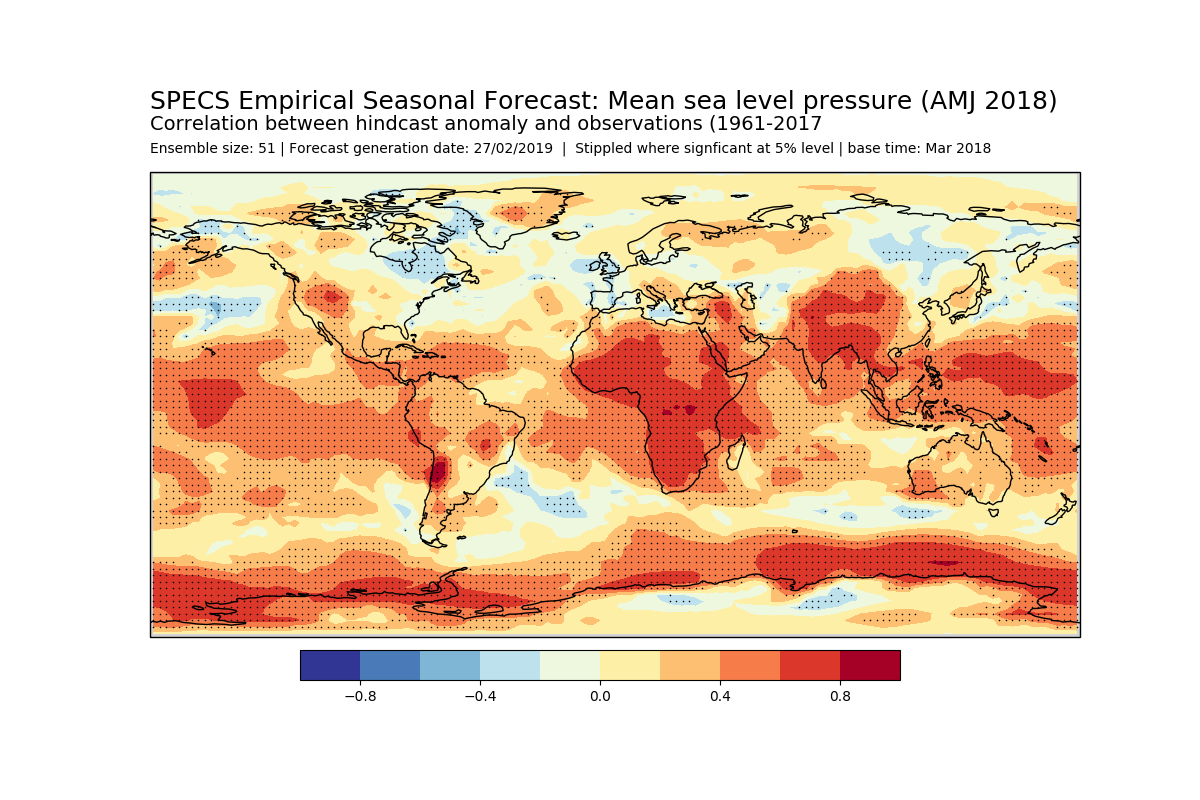 SPECS Empirical Seasonal Forecast: Mean sea level pressure (AMJ 2018)
Correlation between hindcast anomaly and observations (1961-2017
Ensemble size: 51 | Forecast generation date: 27/02/2019  |  Stippled where signficant at 5% level | base time: Mar 2018
−0.8 −0.4 0.0 0.4 0.8